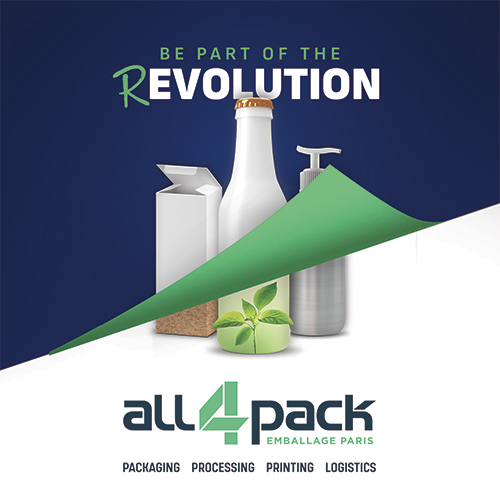 BE PART OF THE
REVOLUTION
all4pack
EMBALLAGE PARIS
PACKAGING PROCESSING PRINTING LOGISTICS